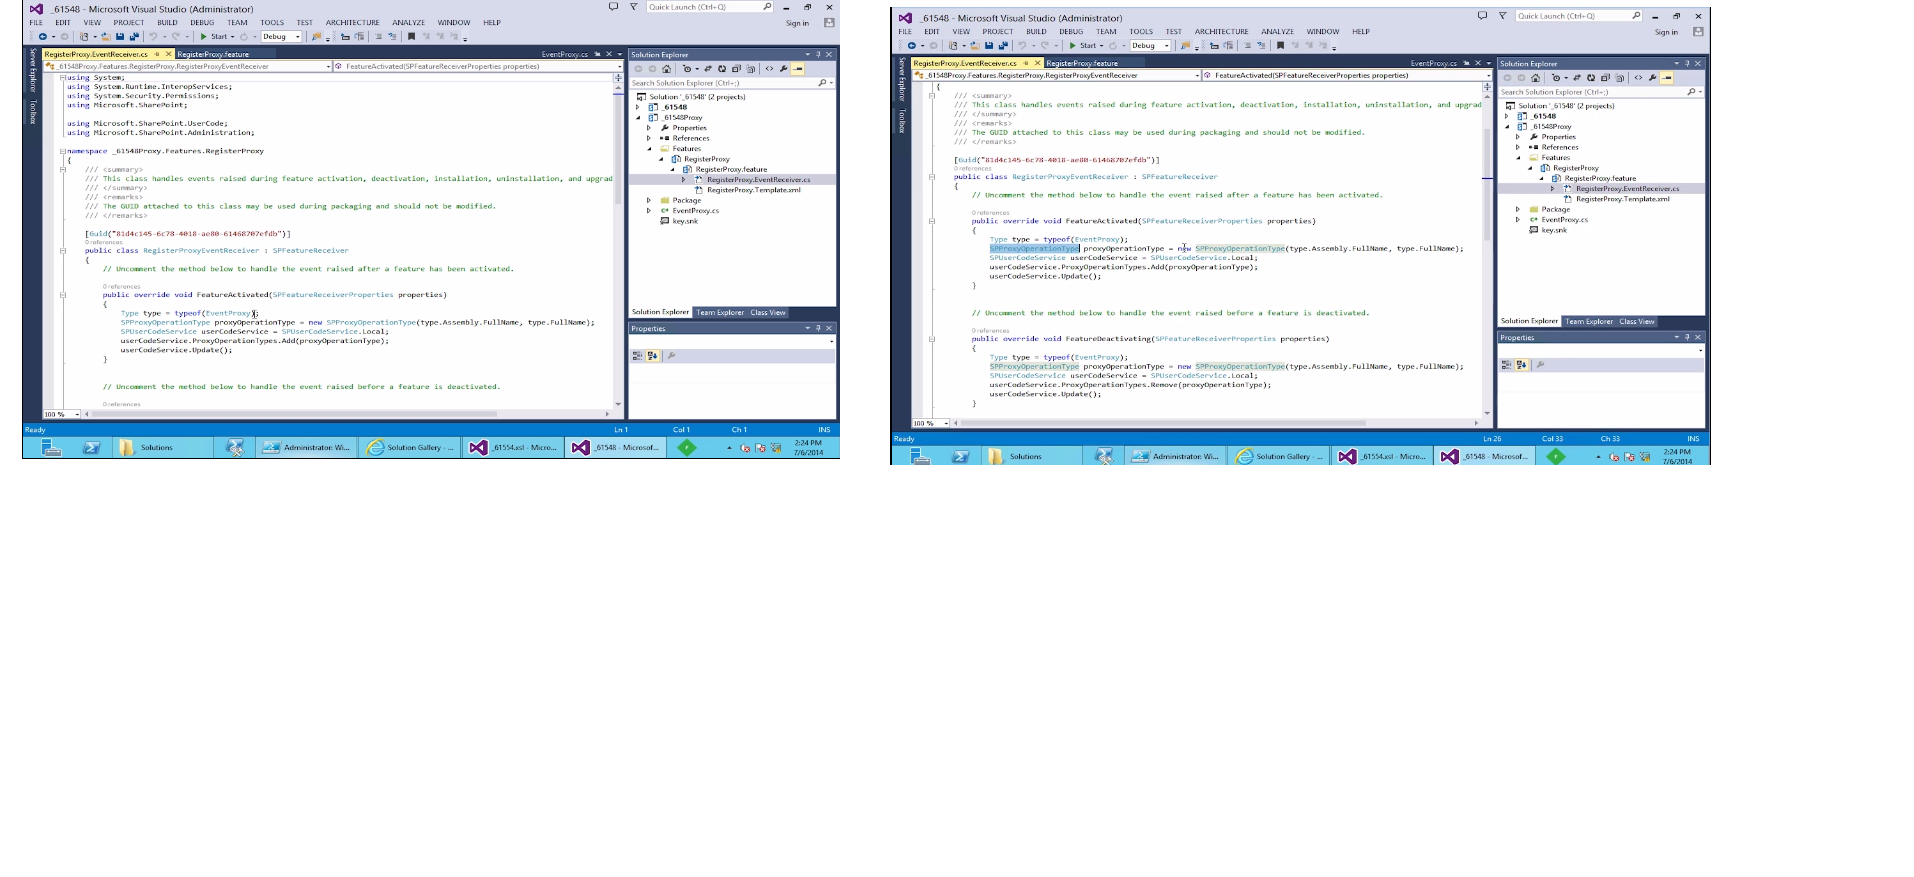 _61548 - Microsoft Visual Studio (Administrator)
Quick Launch (Ctrl+Q)
FILE EDIT VIEW PROJECT BUILD DEBUG TEAM TOOLS TEST ARCHITECTURE ANALYZE WINDOW HELP
Sign in
Start Debug
RegisterProxy.EventReceiver.cs RegisterProxy.feature EventProxy.cs
_61548Proxy.Features.RegisterProxy.RegisterProxyEventReceiver FeatureActivated(SPFeatureReceiverProperties properties)
using System;
using System.Runtime.InteropServices;
using System.Security.Permissions;
using Microsoft.SharePoint;
using Microsoft.SharePoint.UserCode;
using Microsoft.SharePoint.Administration;
namespace _61548Proxy.Features.RegisterProxy
{
/// <summary>
/// This class handles events raised during feature activation, deactivation, installation, uninstallation, and upgrad
/// </summary>
/// <remarks>
/// The GUID attached to this class may be used during packaging and should not be modified.
/// </remarks>
[Guid("81d4c145-6c78-4018-ae80-61468707efdb")]
0 references
public class RegisterProxyEventReceiver : SPFeatureReceiver
{
// Uncomment the method below to handle the event raised after a feature has been activated.
0 references
public override void FeatureActivated(SPFeatureReceiverProperties properties)
{
Type type = typeof(EventProxy);
SPProxyOperationType proxyOperationType = new SPProxyOperationType(type.Assembly.FullName, type.FullName);
SPUserCodeService userCodeService = SPUserCodeService.Local;
userCodeService.ProxyOperationTypes.Add(proxyOperationType);
userCodeService.Update();
}
// Uncomment the method below to handle the event raised before a feature is deactivated.
0 references
100 %
Solution Explorer
Search Solution Explorer (Ctrl+;)
Solution '_61548' (2 projects)
_61548
_61548Proxy
Properties
References
Features
RegisterProxy
RegisterProxy.feature
RegisterProxy.EventReceiver.cs
RegisterProxy.Template.xml
Package
EventProxy.cs
key.snk
Solution Explorer Team Explorer Class View
Properties
Ready Ln 1 Col 1 Ch 1 INS
Solutions Administrator: Wi... Solution Gallery - ... _61554.xsl - Micro... _61548 - Microsof...
2:24 PM
7/6/2014
_61548 - Microsoft Visual Studio (Administrator)
Quick Launch (Ctrl+Q)
FILE EDIT VIEW PROJECT BUILD DEBUG TEAM TOOLS TEST ARCHITECTURE ANALYZE WINDOW HELP
Sign in
Start Debug
RegisterProxy.EventReceiver.cs RegisterProxy.feature EventProxy.cs
_61548Proxy.Features.RegisterProxy.RegisterProxyEventReceiver FeatureActivated(SPFeatureReceiverProperties properties)
{
/// <summary>
/// This class handles events raised during feature activation, deactivation, installation, uninstallation, and upgrad
/// </summary>
/// <remarks>
/// The GUID attached to this class may be used during packaging and should not be modified.
/// </remarks>
[Guid("81d4c145-6c78-4018-ae80-61468707efdb")]
0 references
public class RegisterProxyEventReceiver : SPFeatureReceiver
{
// Uncomment the method below to handle the event raised after a feature has been activated.
0 references
public override void FeatureActivated(SPFeatureReceiverProperties properties)
{
Type type = typeof(EventProxy);
SPProxyOperationType proxyOperationType = new SPProxyOperationType(type.Assembly.FullName, type.FullName);
SPUserCodeService userCodeService = SPUserCodeService.Local;
userCodeService.ProxyOperationTypes.Add(proxyOperationType);
userCodeService.Update();
}
// Uncomment the method below to handle the event raised before a feature is deactivated.
0 references
public override void FeatureDeactivating(SPFeatureReceiverProperties properties)
{
Type type = typeof(EventProxy);
SPProxyOperationType proxyOperationType = new SPProxyOperationType(type.Assembly.FullName, type.FullName);
SPUserCodeService userCodeService = SPUserCodeService.Local;
userCodeService.ProxyOperationTypes.Remove(proxyOperationType);
userCodeService.Update();
}
100 %
Solution Explorer
Search Solution Explorer (Ctrl+;)
Solution '_61548' (2 projects)
_61548
_61548Proxy
Properties
References
Features
RegisterProxy
RegisterProxy.feature
RegisterProxy.EventReceiver.cs
RegisterProxy.Template.xml
Package
EventProxy.cs
key.snk
Solution Explorer Team Explorer Class View
Properties
Ready Ln 26 Col 33 Ch 33 INS
Solutions Administrator: Wi... Solution Gallery - ... _61554.xsl - Micro... _61548 - Microsof...
2:24 PM
7/6/2014